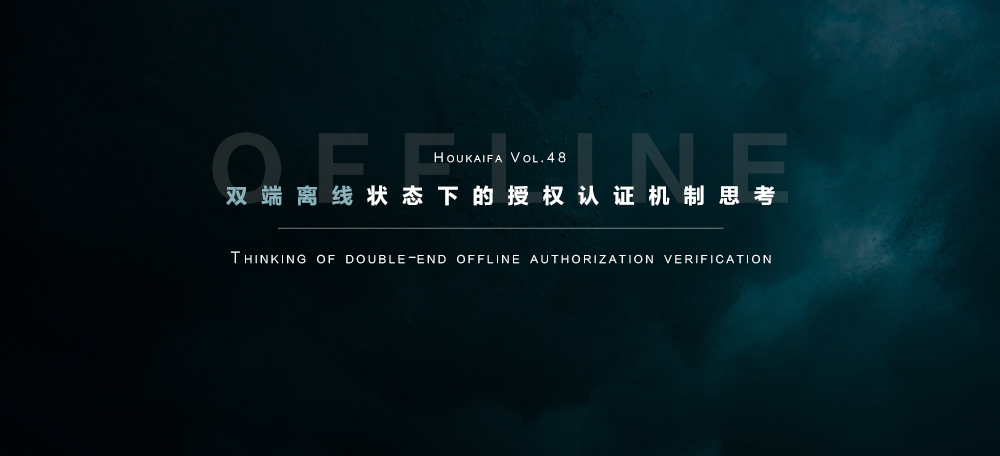 OFFLINE
Houkaifa Vol.48
双端离线状态下的授权认证机制思考
Thinking of double-end offline authorization verification